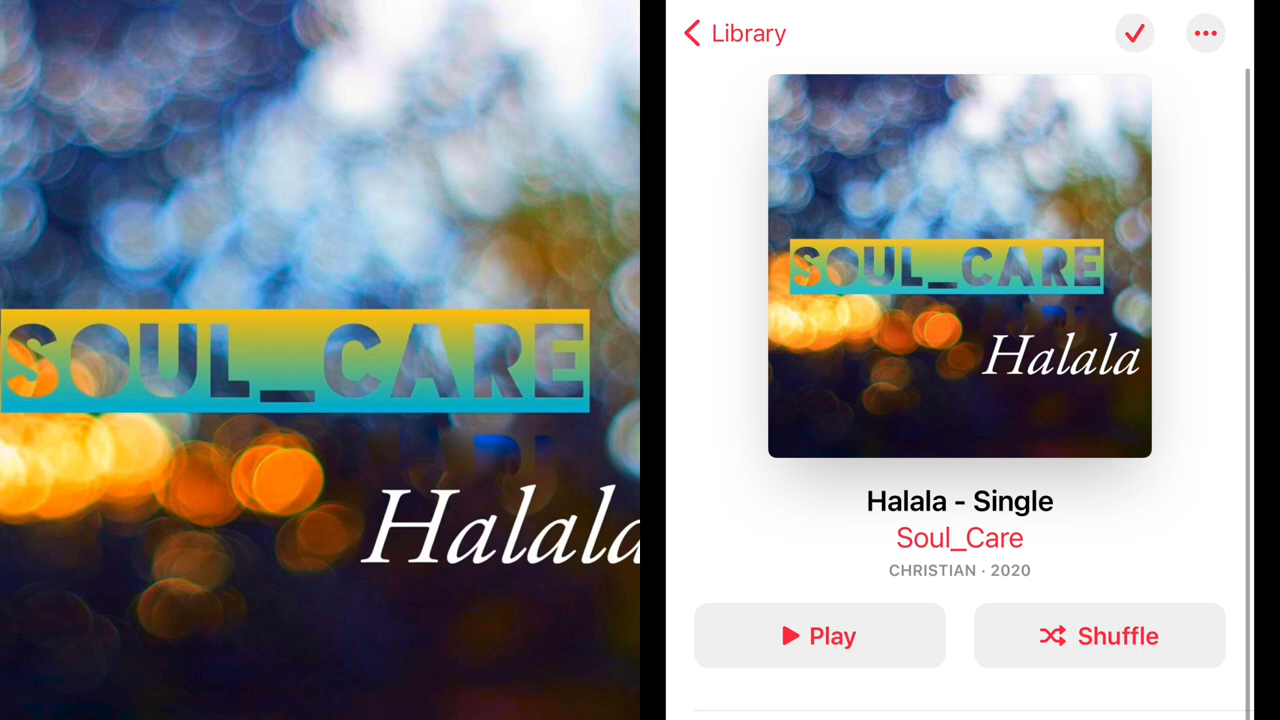 SOUL_CARE
Halala
Library
SOUL_CARE
Halala
Halala - Single
Soul_Care
CHRISTIAN · 2020
Play
Shuffle